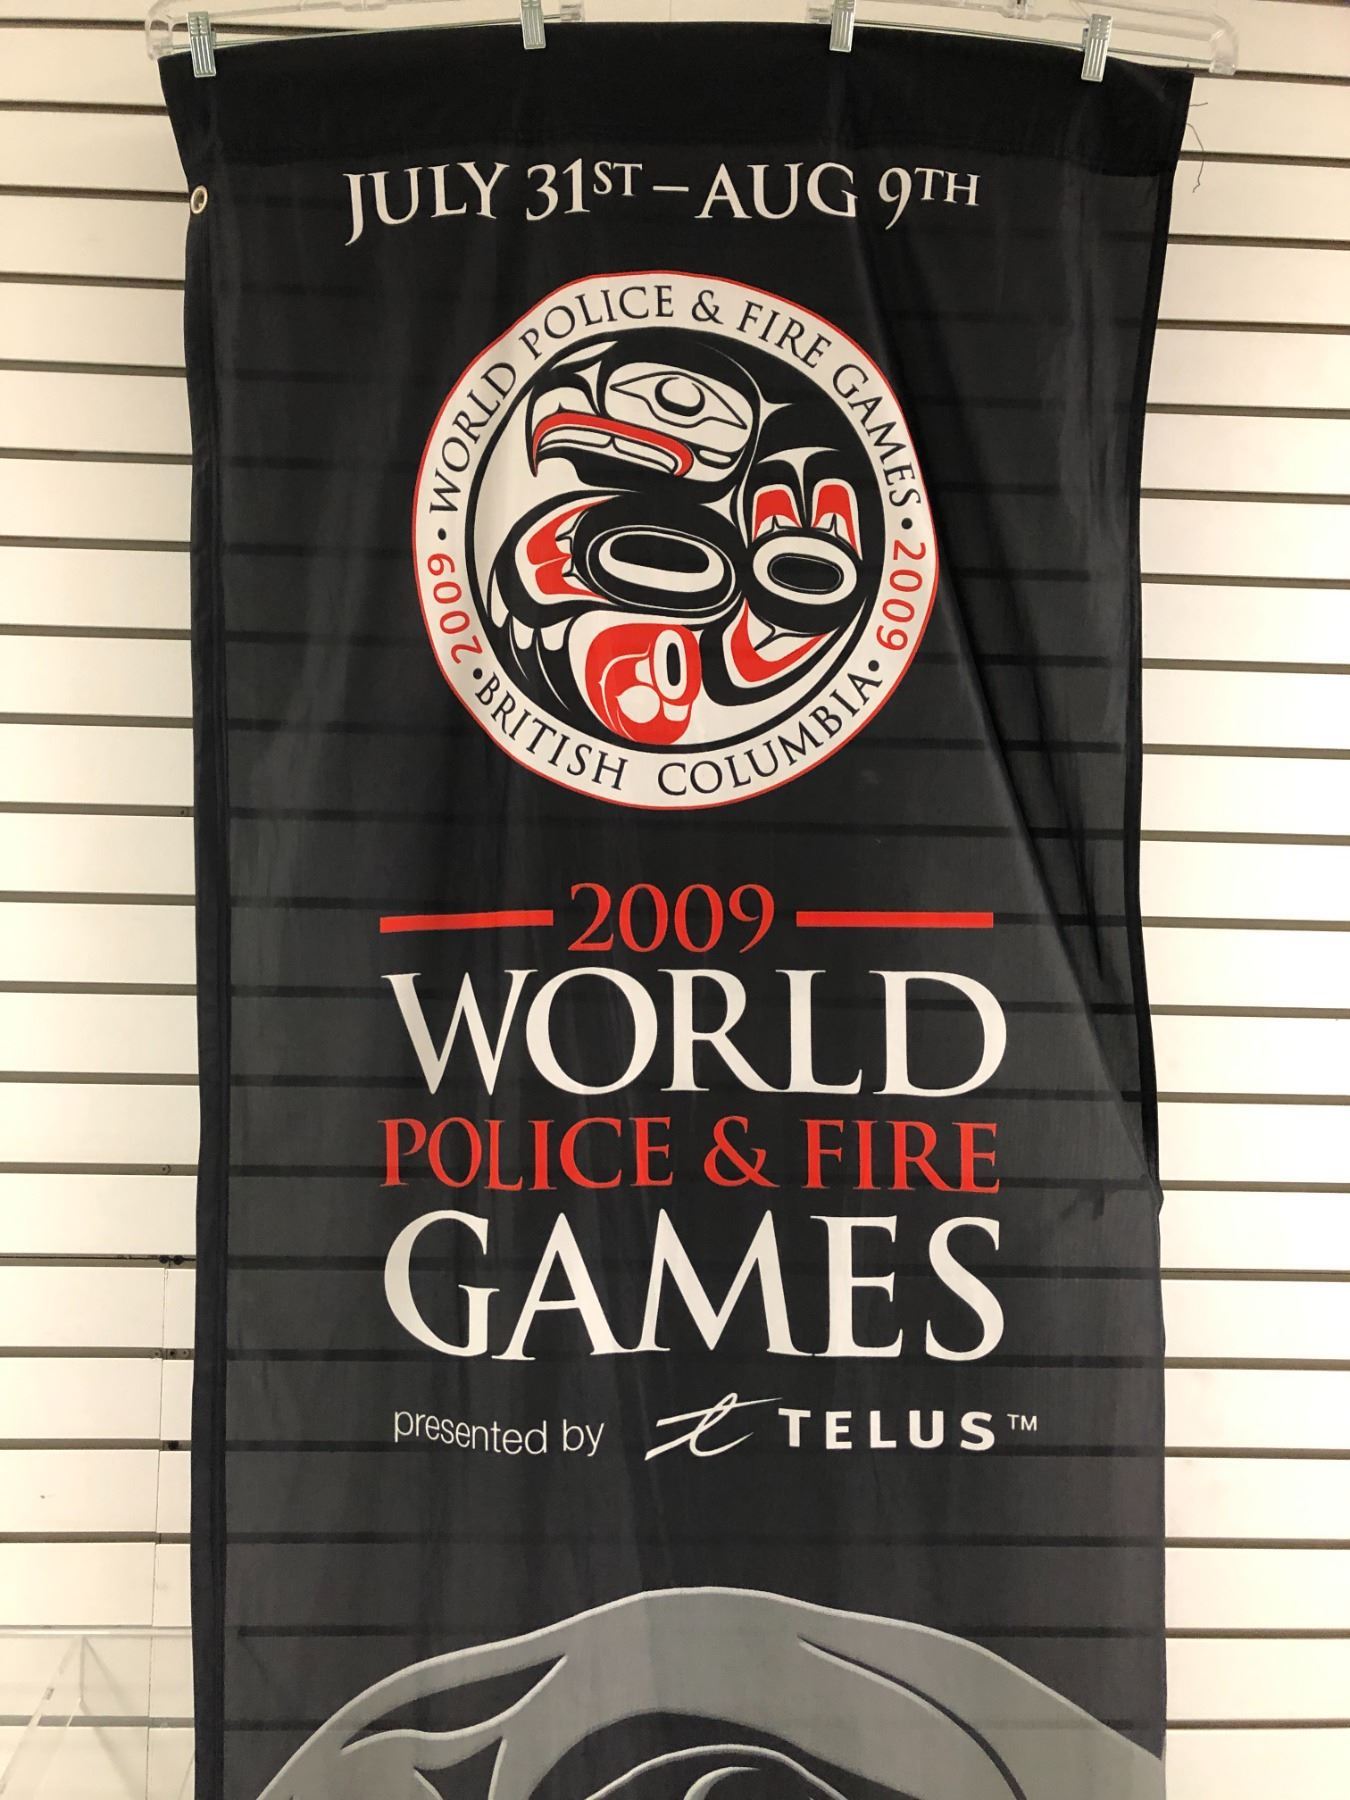 JULY 31ST – AUG 9TH
• WORLD POLICE & FIRE GAMES •
2009 • BRITISH COLUMBIA • 2009
2009
WORLD
POLICE & FIRE
GAMES
presented by TELUS™